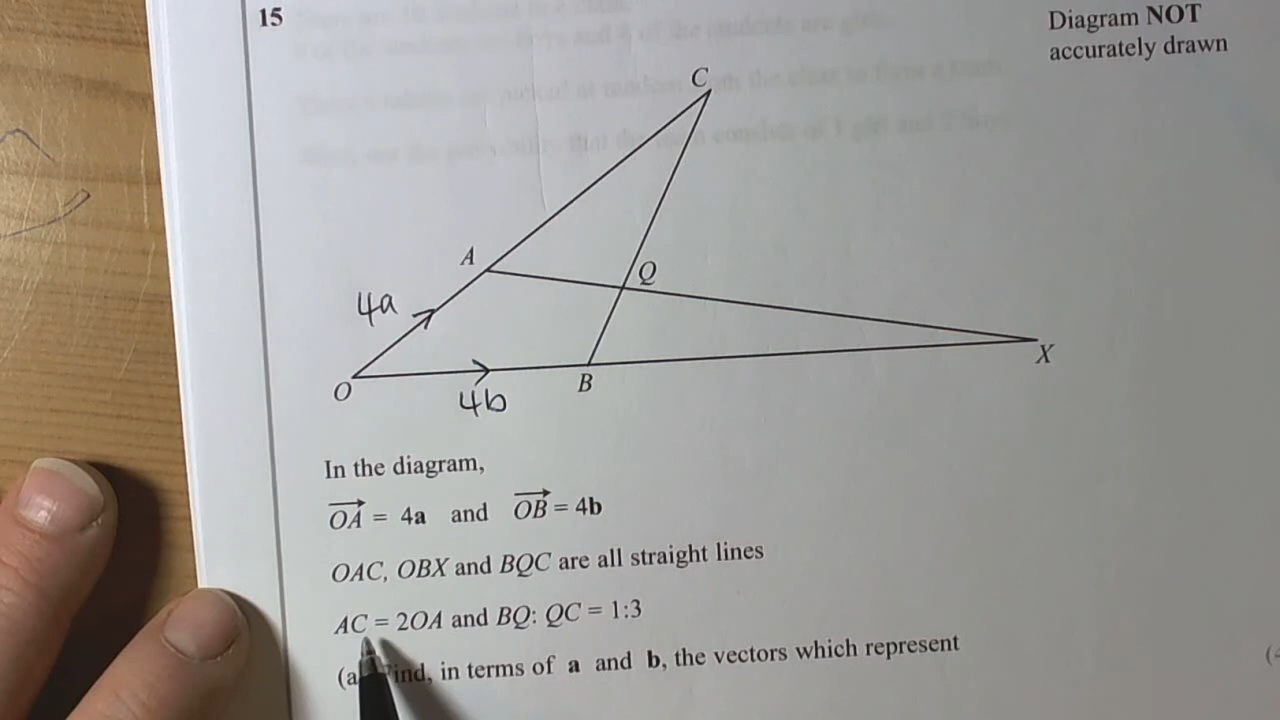 15
Diagram NOT
accurately drawn
C
A
Q
4a
O
4b
B
X
In the diagram,
OA = 4a and OB = 4b
OAC, OBX and BQC are all straight lines
AC = 2OA and BQ: QC = 1:3
(a in terms of a and b, the vectors which represent